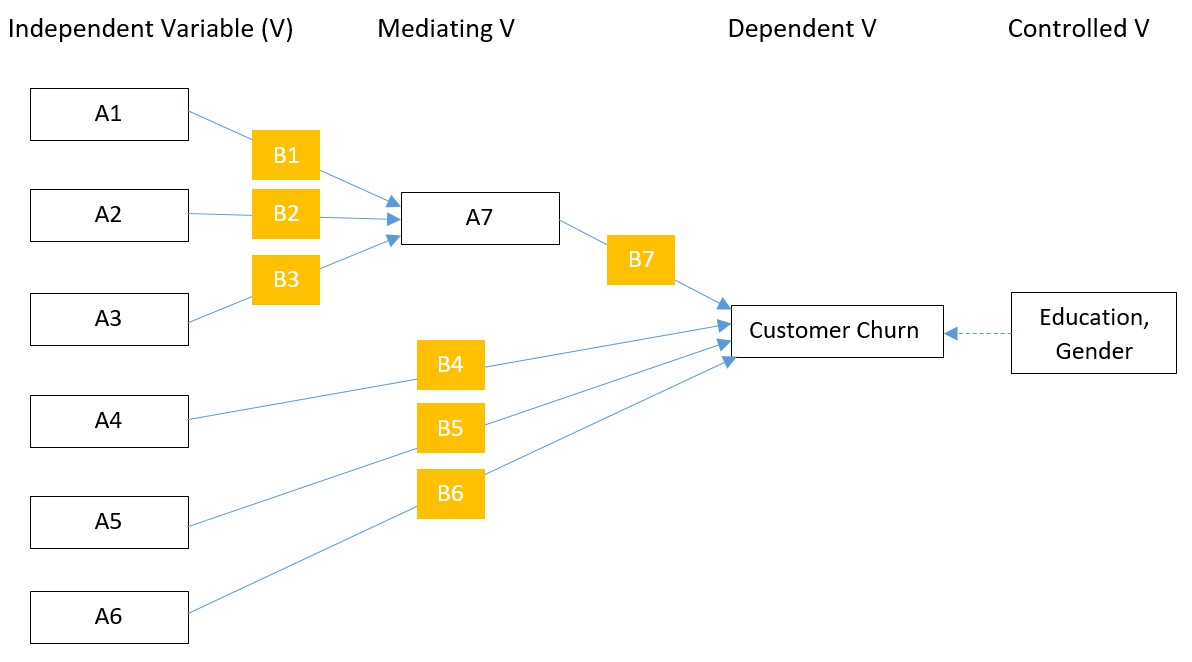 Independent Variable (V)
Mediating V
Dependent V
Controlled V
A1
B1
A2
B2
A7
B3
B7
A3
Customer Churn
Education,
Gender
B4
A4
B5
B6
A5
A6